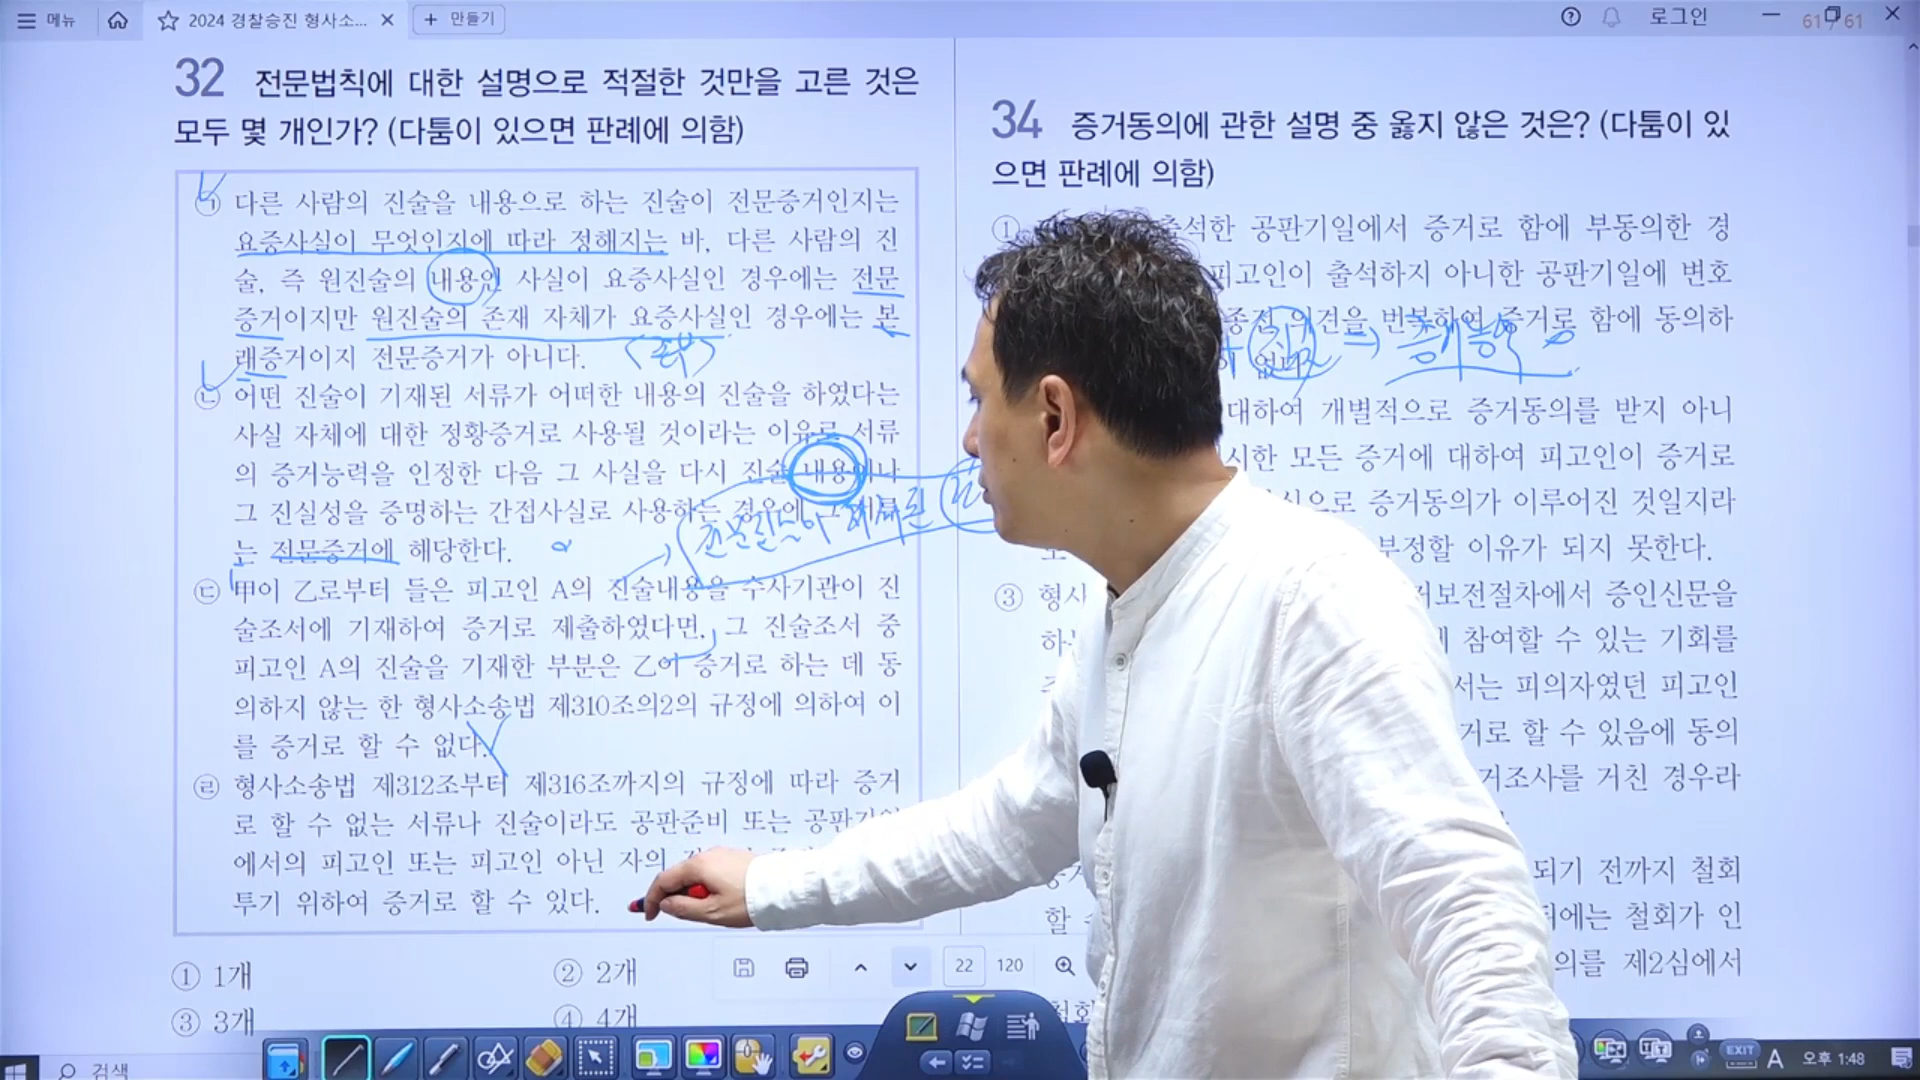 메뉴
2024 경찰승진 형사소...
만들기
로그인
61 / 61
32 전문법칙에 대한 설명으로 적절한 것만을 고른 것은
모두 몇 개인가? (다툼이 있으면 판례에 의함)
㉠ 다른 사람의 진술을 내용으로 하는 진술이 전문증거인지는
요증사실이 무엇인지에 따라 정해지는 바, 다른 사람의 진
술, 즉 원진술의 내용인 사실이 요증사실인 경우에는 전문
증거이지만 원진술의 존재 자체가 요증사실인 경우에는 본
래증거이지 전문증거가 아니다.
㉡ 어떤 진술이 기재된 서류가 어떠한 내용의 진술을 하였다는
사실 자체에 대한 정황증거로 사용될 것이라는 이유로 서류
의 증거능력을 인정한 다음 그 사실을 다시 진술 내용이나
그 진실성을 증명하는 간접사실로 사용하는 경우에 그 서류
는 전문증거에 해당한다.
㉢ 甲이 乙로부터 들은 피고인 A의 진술내용을 수사기관이 진
술조서에 기재하여 증거로 제출하였다면, 그 진술조서 중
피고인 A의 진술을 기재한 부분은 乙이 증거로 하는 데 동
의하지 않는 한 형사소송법 제310조의2의 규정에 의하여 이
를 증거로 할 수 없다.
㉣ 형사소송법 제312조부터 제316조까지의 규정에 따라 증거
로 할 수 없는 서류나 진술이라도 공판준비 또는
에서의 피고인 또는 피고인 아닌 자의
투기 위하여 증거로 할 수 있다.
① 1개
② 2개
③ 3개
④ 4개
34 증거동의에 관한 설명 중 옳지 않은 것은? (다툼이 있
으면 판례에 의함)
① 출석한 공판기일에서 증거로 함에 부동의한 경
피고인이 출석하지 아니한 공판기일에 변호
종전 의견을 번복하여 증거로 함에 동의하
없다.
대하여 개별적으로 증거동의를 받지 아니
시한 모든 증거에 대하여 피고인이 증거로
으로 증거동의가 이루어진 것일지라
부정할 이유가 되지 못한다.
③ 형사 거보전절차에서 증인신문을
참여할 수 있는 기회를
서는 피의자였던 피고인
거로 할 수 있음에 동의
거조사를 거친 경우라
되기 전까지 철회
할 뒤에는 철회가 인
의를 제2심에서
22 120
검색
EXIT
A
오후 1:48